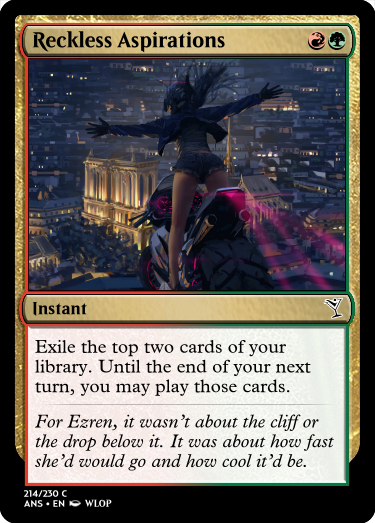 Reckless Aspirations
Instant
Exile the top two cards of your
library. Until the end of your next
turn, you may play those cards.
For Ezren, it wasn't about the cliff or
the drop below it. It was about how fast
she'd would go and how cool it'd be.
214/230 C
ANS • EN WLOP